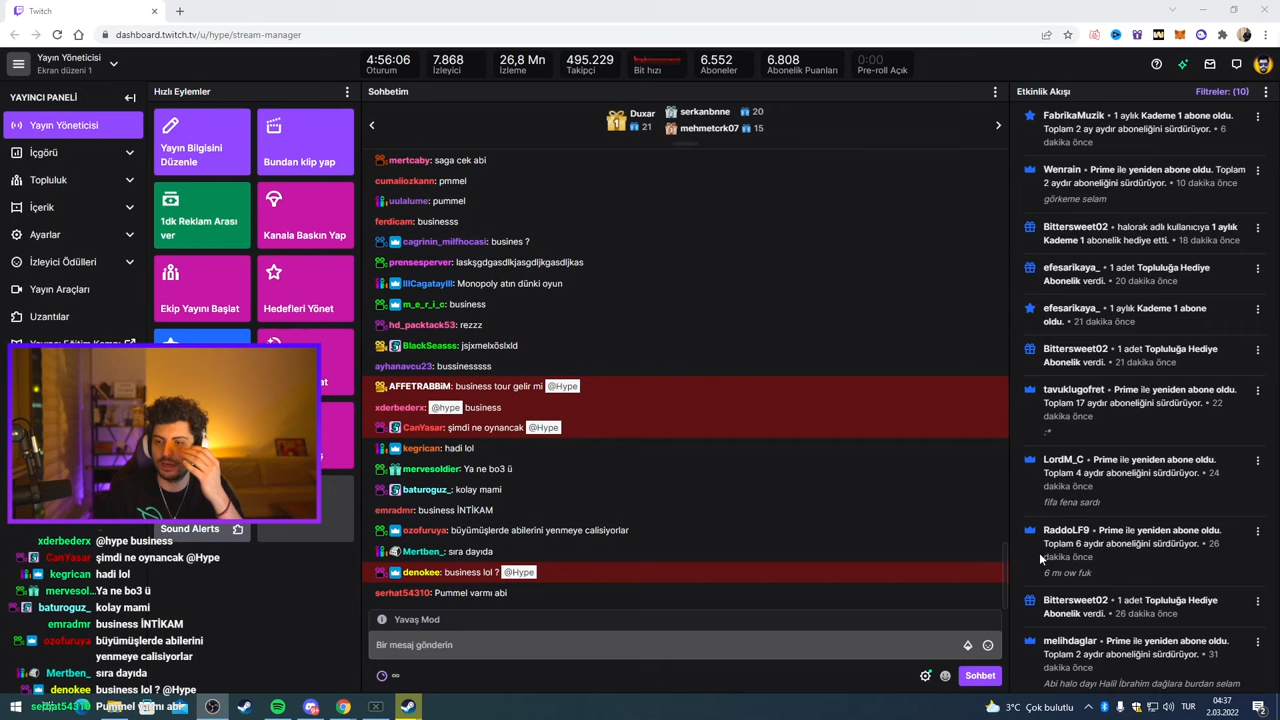 Twitch
dashboard.twitch.tv/u/hype/stream-manager
Yayın Yöneticisi
Ekran düzeni 1
4:56:06
Oturum
7.868
İzleyici
26,8 Mn
İzleme
495.229
Takipçi
Bit hızı
6.552
Aboneler
6.808
Abonelik Puanları
0:00
Pre-roll Açık
YAYINCI PANELİ
Yayın Yöneticisi
İçgörü
Topluluk
İçerik
Ayarlar
İzleyici Ödülleri
Yayın Araçları
Uzantılar
Hızlı Eylemler
Yayın Bilgisini
Düzenle
Bundan klip yap
1dk Reklam Arası
ver
Kanala Baskın Yap
Ekip Yayını Başlat
Hedefleri Yönet
Sound Alerts
xderbederx @hype business
CanYasar şimdi ne oynancak @Hype
kegrican hadi lol
mervesol... Ya ne bo3 ü
baturoguz_ kolay mami
emradmr business İNTİKAM
ozofuruya büyümüşlerde abilerini
yenmeye calisiyorlar
Mertben_ sıra dayıda
denokee business lol ? @Hype
serhat54310 Pummel varmı abi
Sohbetim
Duxar
21
serkanbnne 20
mehmetcrk07 15
mertcaby: saga cek abi
cumaliozkann: pmmel
uulalume: pummel
ferdicam: businesss
cagrinin_milfhocasi: busines ?
prensesperver: laskşgdgasdlkjasgdljkgasdljkas
IllCagatayIll: Monopoly atın dünki oyun
m_e_r_i_c: business
hd_packtack53: rezzz
BlackSeasss: jsjxmelxõslxld
ayhanavcu23: bussinesssss
AFFETRABBiM: business tour gelir mi @Hype
xderbederx: @hype business
CanYasar: şimdi ne oynancak @Hype
kegrican: hadi lol
mervesoldier: Ya ne bo3 ü
baturoguz_: kolay mami
emradmr: business İNTİKAM
ozofuruya: büyümüşlerde abilerini yenmeye calisiyorlar
Mertben_: sıra dayıda
denokee: business lol ? @Hype
serhat54310: Pummel varmı abi
Yavaş Mod
Bir mesaj gönderin
Sohbet
Etkinlik Akışı
Filtreler: (10)
FabrikaMuzik • 1 aylık Kademe 1 abone oldu.
Toplam 2 ay aydır aboneliğini sürdürüyor. • 6
dakika önce
Wenrain • Prime ile yeniden abone oldu. Toplam
2 aydır aboneliğini sürdürüyor. • 10 dakika önce
görkeme selam
Bittersweet02 • halorak adlı kullanıcıya 1 aylık
Kademe 1 abonelik hediye etti. • 18 dakika önce
efesarikaya_ • 1 adet Topluluğa Hediye
Abonelik verdi. • 20 dakika önce
efesarikaya_ • 1 aylık Kademe 1 abone
oldu. • 21 dakika önce
Bittersweet02 • 1 adet Topluluğa Hediye
Abonelik verdi. • 21 dakika önce
tavuklugofret • Prime ile yeniden abone oldu.
Toplam 17 aydır aboneliğini sürdürüyor. • 22
dakika önce
:*
LordM_C • Prime ile yeniden abone oldu.
Toplam 4 aydır aboneliğini sürdürüyor. • 24
dakika önce
fifa fena sardı
RaddoLF9 • Prime ile yeniden abone oldu.
Toplam 6 aydır aboneliğini sürdürüyor. • 26
dakika önce
6 mı ow fuk
Bittersweet02 • 1 adet Topluluğa Hediye
Abonelik verdi. • 26 dakika önce
melihdaglar • Prime ile yeniden abone oldu.
Toplam 2 aydır aboneliğini sürdürüyor. • 31
dakika önce
Abi halo dayı Halil İbrahim dağlara burdan selam
3°C Çok bulutlu
TUR
04:37
2.03.2022